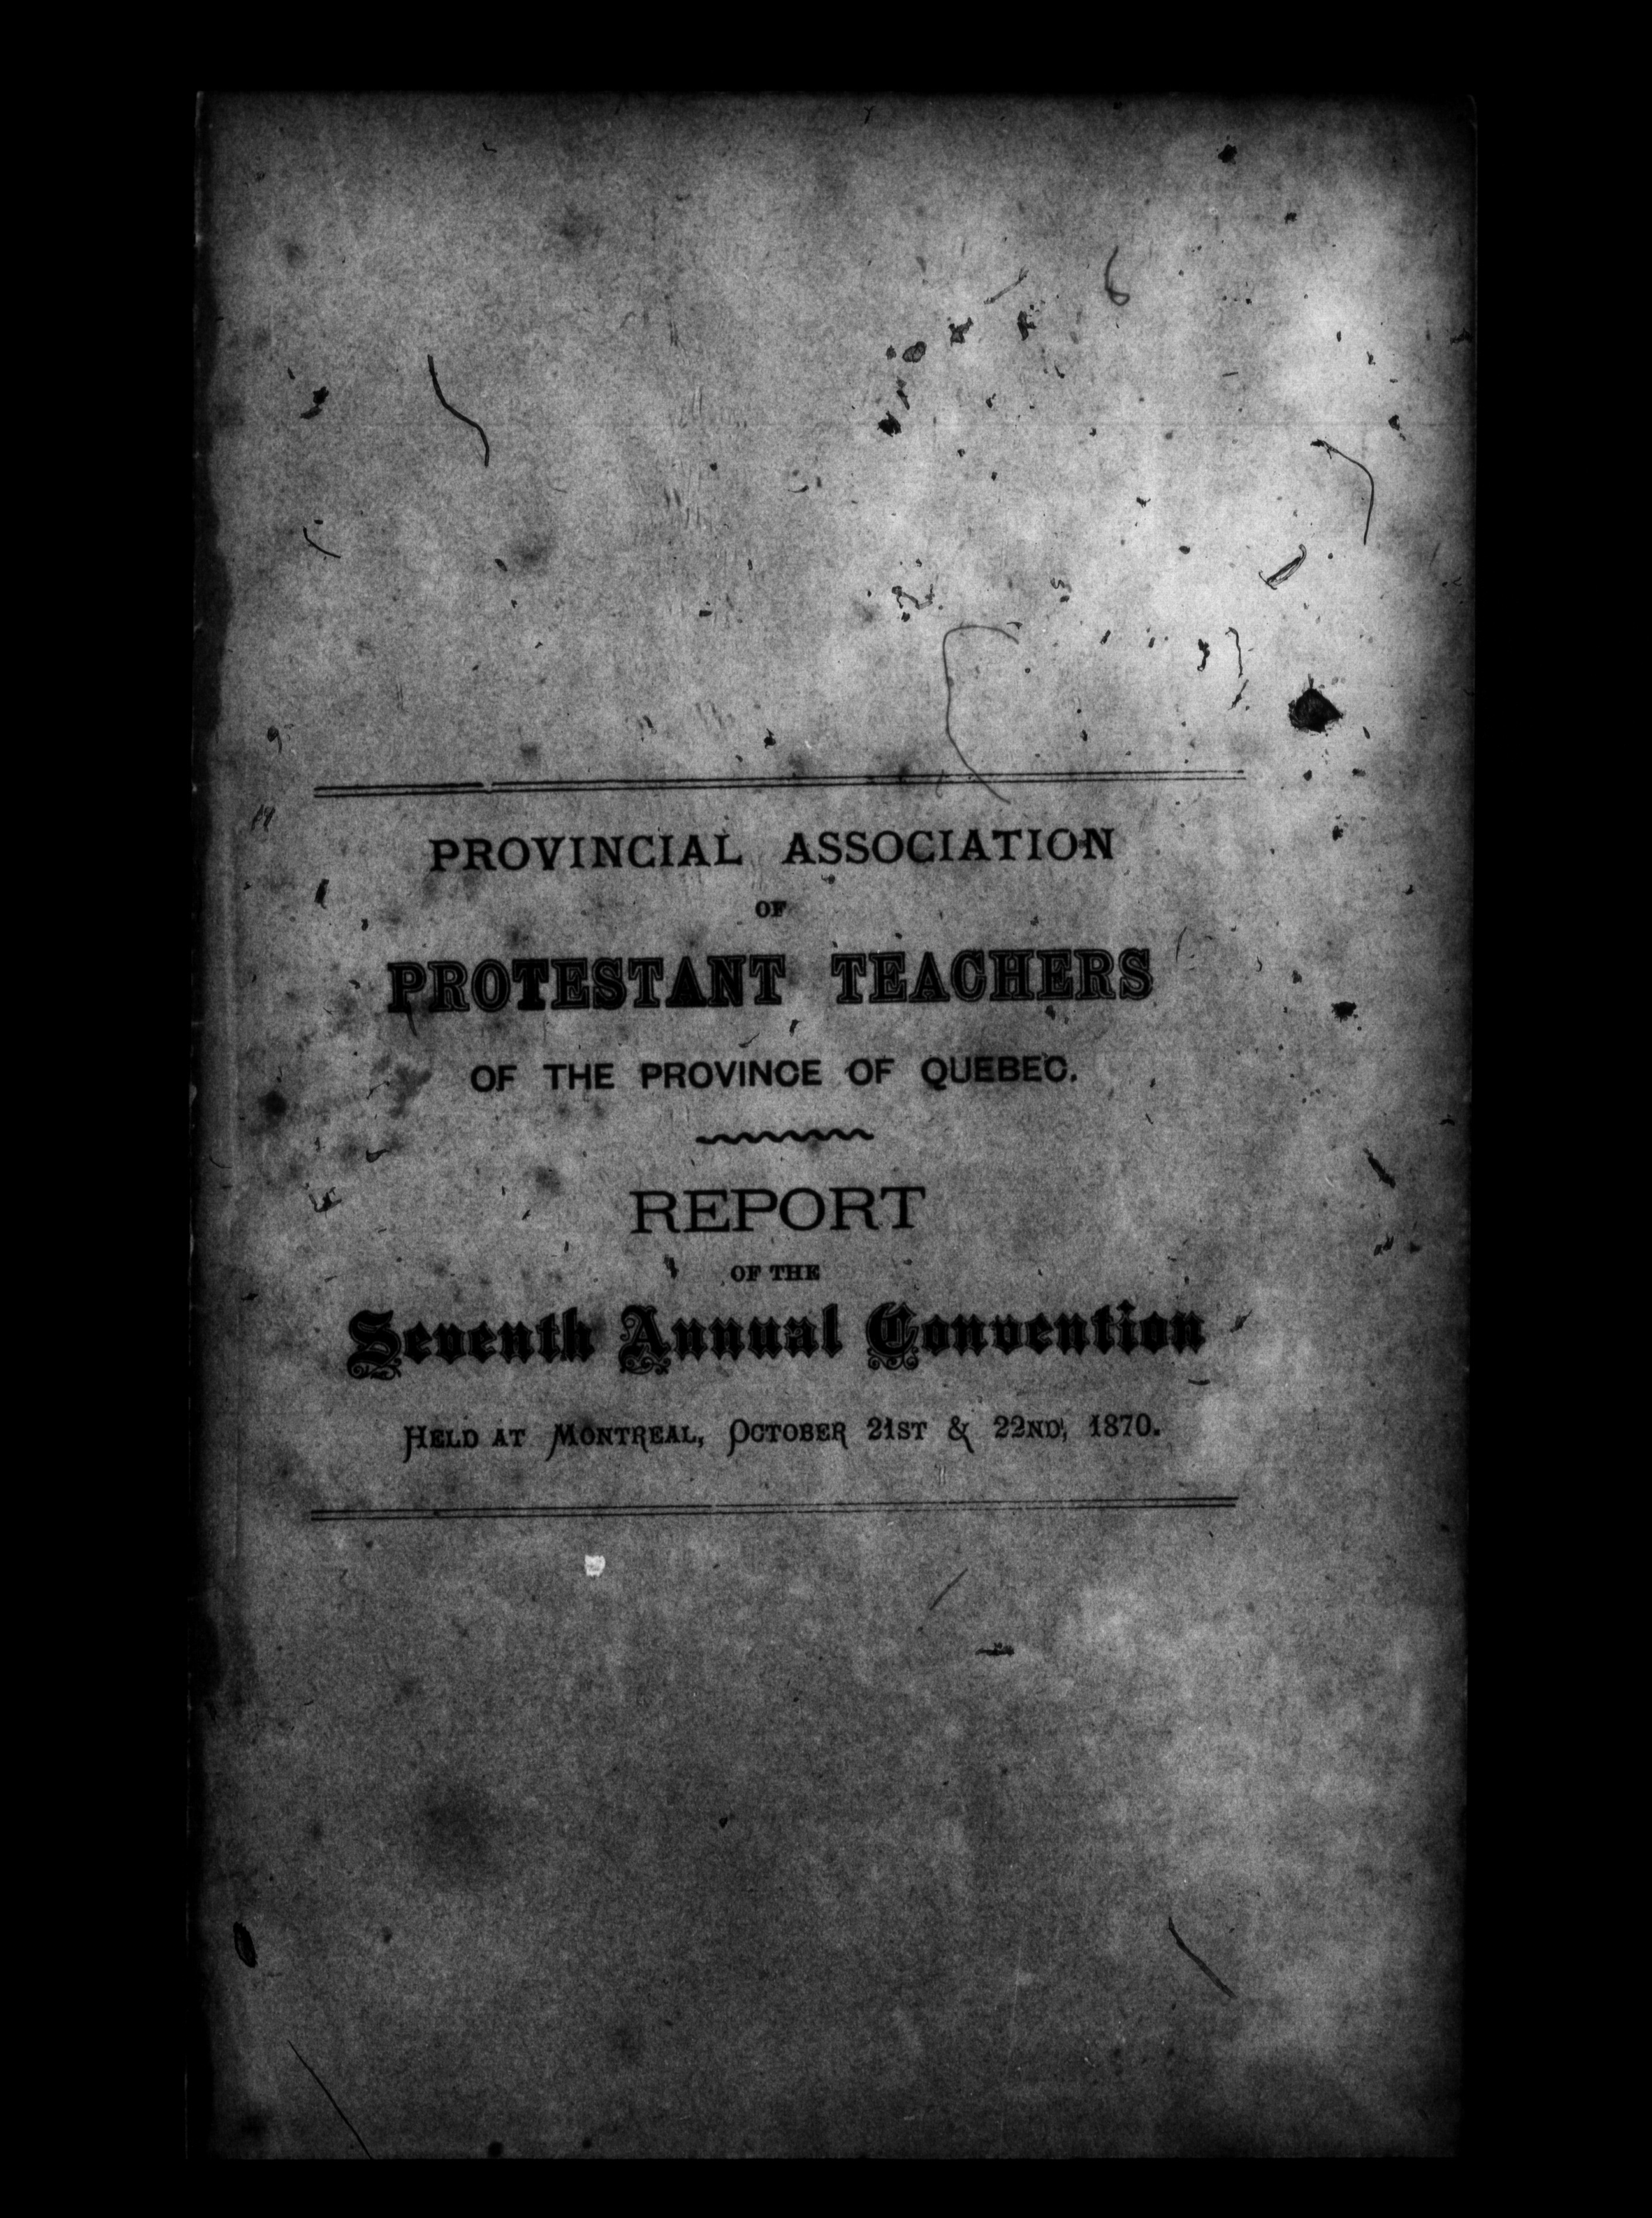 PROVINCIAL ASSOCIATION
OF
PROTESTANT TEACHERS
OF THE PROVINCE OF QUEBEC.
REPORT
OF THE
Seventh Annual Convention
HELD AT MONTREAL, OCTOBER 21ST & 22ND, 1870.